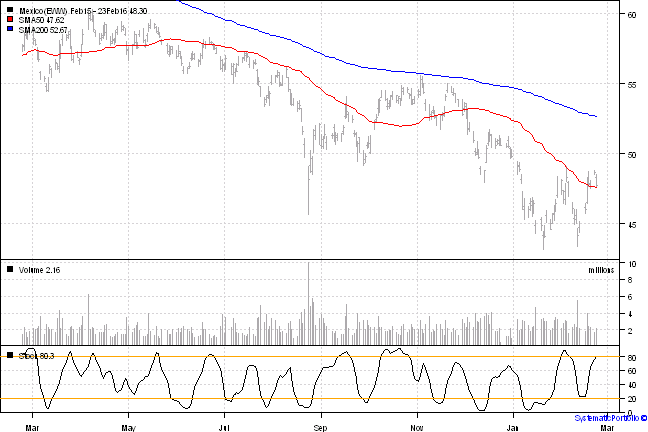 Mexico(EWW) Feb15 - 23Feb16 48.30
SMA50 47.62
SMA200 52.67
60
55
50
45
Volume 2.16
millions
10
8
6
4
2
Stoch 80.3
80
60
40
20
0
SystematicPortfolio ©
Mar May Jul Sep Nov Jan Mar